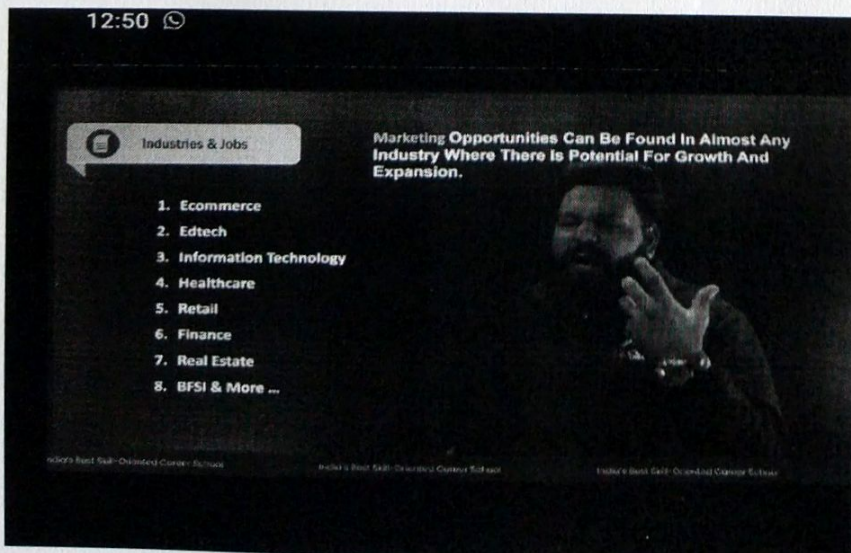 12:50
Industries & Jobs
Marketing Opportunities Can Be Found In Almost Any
Industry Where There Is Potential For Growth And
Expansion.
1. Ecommerce
2. Edtech
3. Information Technology
4. Healthcare
5. Retail
6. Finance
7. Real Estate
8. BFSI & More ...
India's Best Skill-Oriented Career School
India's Best Skill-Oriented Career School
India's Best Skill-Oriented Career School